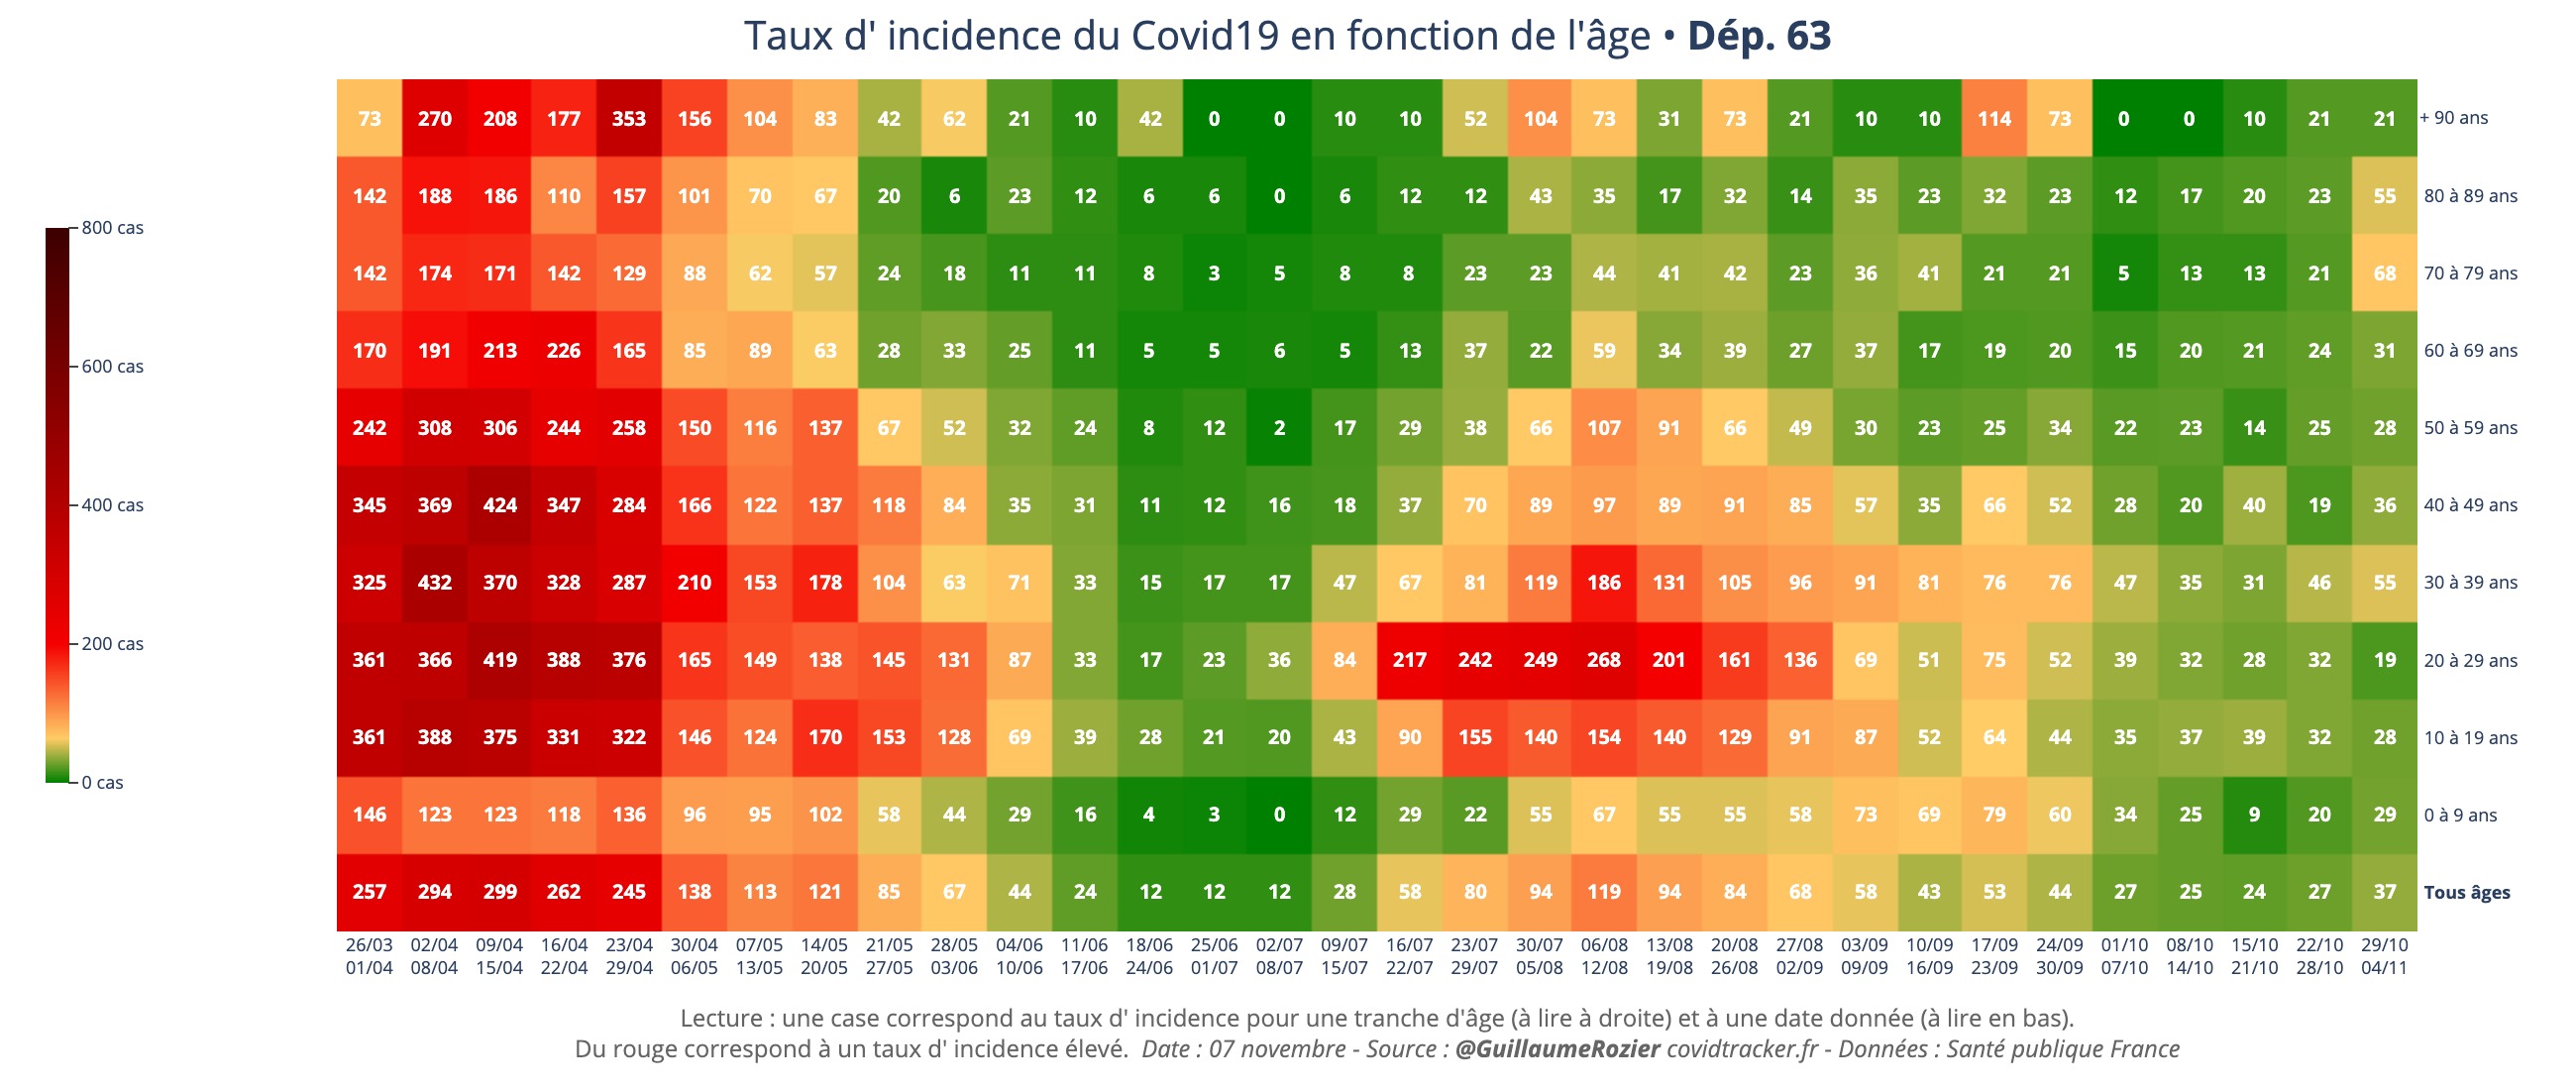 Taux d' incidence du Covid19 en fonction de l'âge • Dép. 63
800 cas
600 cas
400 cas
200 cas
0 cas
73 270 208 177 353 156 104 83 42 62 21 10 42 0 0 10 10 52 104 73 31 73 21 10 10 114 73 0 0 10 21 21 + 90 ans
142 188 186 110 157 101 70 67 20 6 23 12 6 6 0 6 12 12 43 35 17 32 14 35 23 32 23 12 17 20 23 55 80 à 89 ans
142 174 171 142 129 88 62 57 24 18 11 11 8 3 5 8 8 23 23 44 41 42 23 36 41 21 21 5 13 13 21 68 70 à 79 ans
170 191 213 226 165 85 89 63 28 33 25 11 5 5 6 5 13 37 22 59 34 39 27 37 17 19 20 15 20 21 24 31 60 à 69 ans
242 308 306 244 258 150 116 137 67 52 32 24 8 12 2 17 29 38 66 107 91 66 49 30 23 25 34 22 23 14 25 28 50 à 59 ans
345 369 424 347 284 166 122 137 118 84 35 31 11 12 16 18 37 70 89 97 89 91 85 57 35 66 52 28 20 40 19 36 40 à 49 ans
325 432 370 328 287 210 153 178 104 63 71 33 15 17 17 47 67 81 119 186 131 105 96 91 81 76 76 47 35 31 46 55 30 à 39 ans
361 366 419 388 376 165 149 138 145 131 87 33 17 23 36 84 217 242 249 268 201 161 136 69 51 75 52 39 32 28 32 19 20 à 29 ans
361 388 375 331 322 146 124 170 153 128 69 39 28 21 20 43 90 155 140 154 140 129 91 87 52 64 44 35 37 39 32 28 10 à 19 ans
146 123 123 118 136 96 95 102 58 44 29 16 4 3 0 12 29 22 55 67 55 55 58 73 69 79 60 34 25 9 20 29 0 à 9 ans
257 294 299 262 245 138 113 121 85 67 44 24 12 12 12 28 58 80 94 119 94 84 68 58 43 53 44 27 25 24 27 37 Tous âges
26/03 02/04 09/04 16/04 23/04 30/04 07/05 14/05 21/05 28/05 04/06 11/06 18/06 25/06 02/07 09/07 16/07 23/07 30/07 06/08 13/08 20/08 27/08 03/09 10/09 17/09 24/09 01/10 08/10 15/10 22/10 29/10
01/04 08/04 15/04 22/04 29/04 06/05 13/05 20/05 27/05 03/06 10/06 17/06 24/06 01/07 08/07 15/07 22/07 29/07 05/08 12/08 19/08 26/08 02/09 09/09 16/09 23/09 30/09 07/10 14/10 21/10 28/10 04/11
Lecture : une case correspond au taux d' incidence pour une tranche d'âge (à lire à droite) et à une date donnée (à lire en bas).
Du rouge correspond à un taux d' incidence élevé. Date : 07 novembre - Source : @GuillaumeRozier covidtracker.fr - Données : Santé publique France